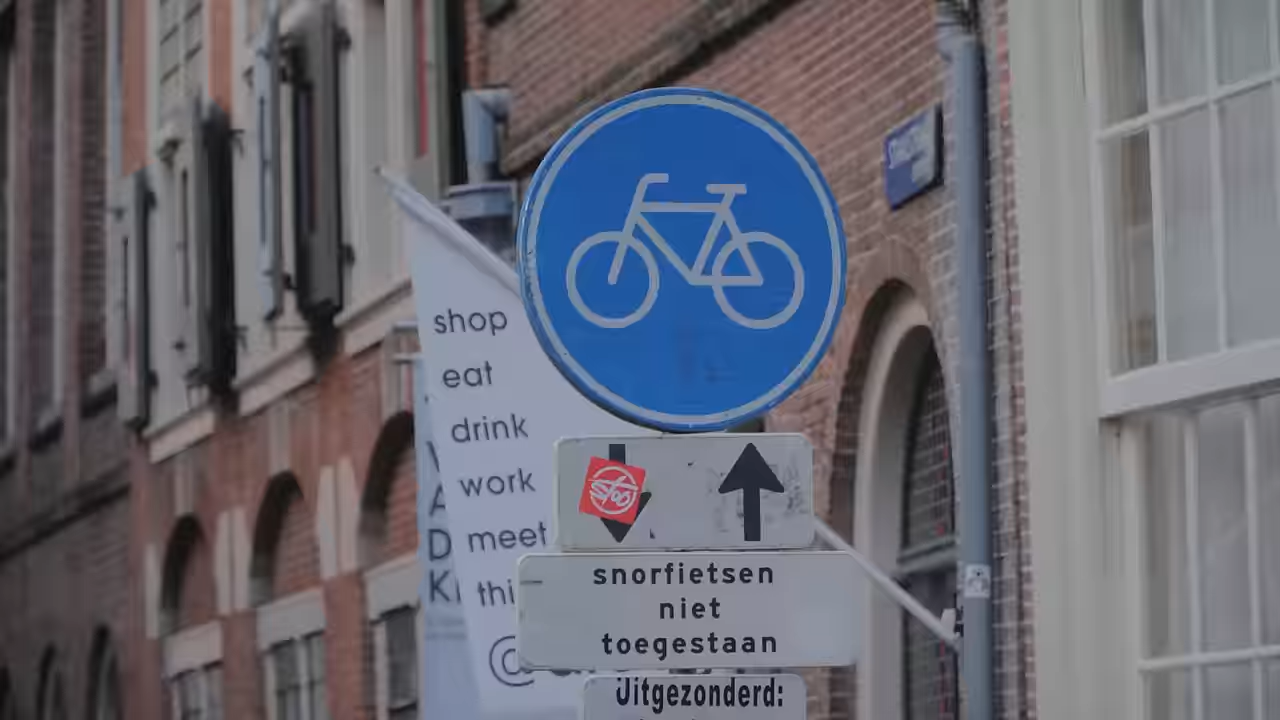 shop
eat
drink
work
meet
snorfietsen
niet
toegestaan
Uitgezonderd: